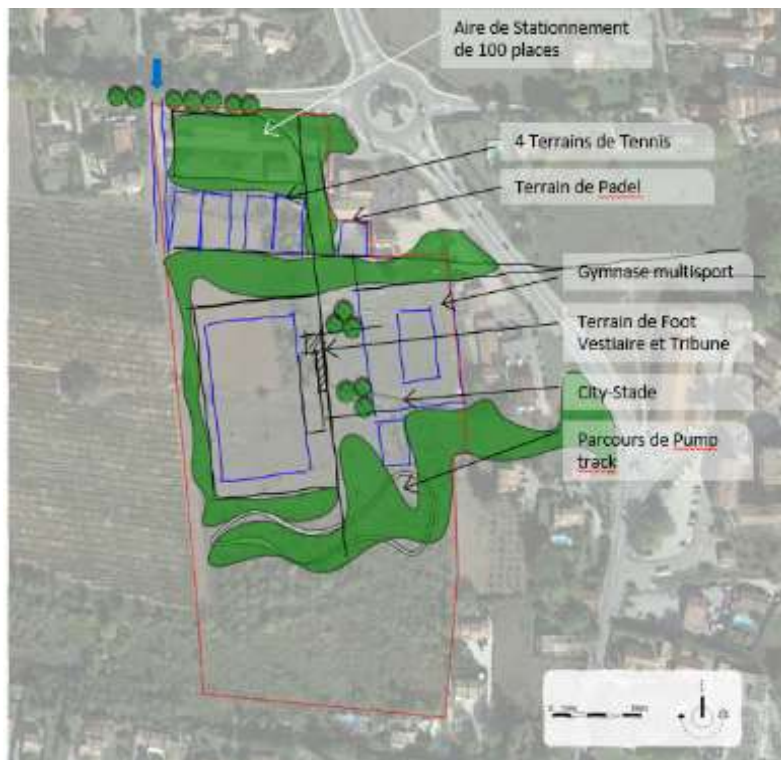 Aire de Stationnement
de 100 places
4 Terrains de Tennis
Terrain de Padel
Gymnase multisport
Terrain de Foot
Vestiaire et Tribune
City-Stade
Parcours de Pump
track